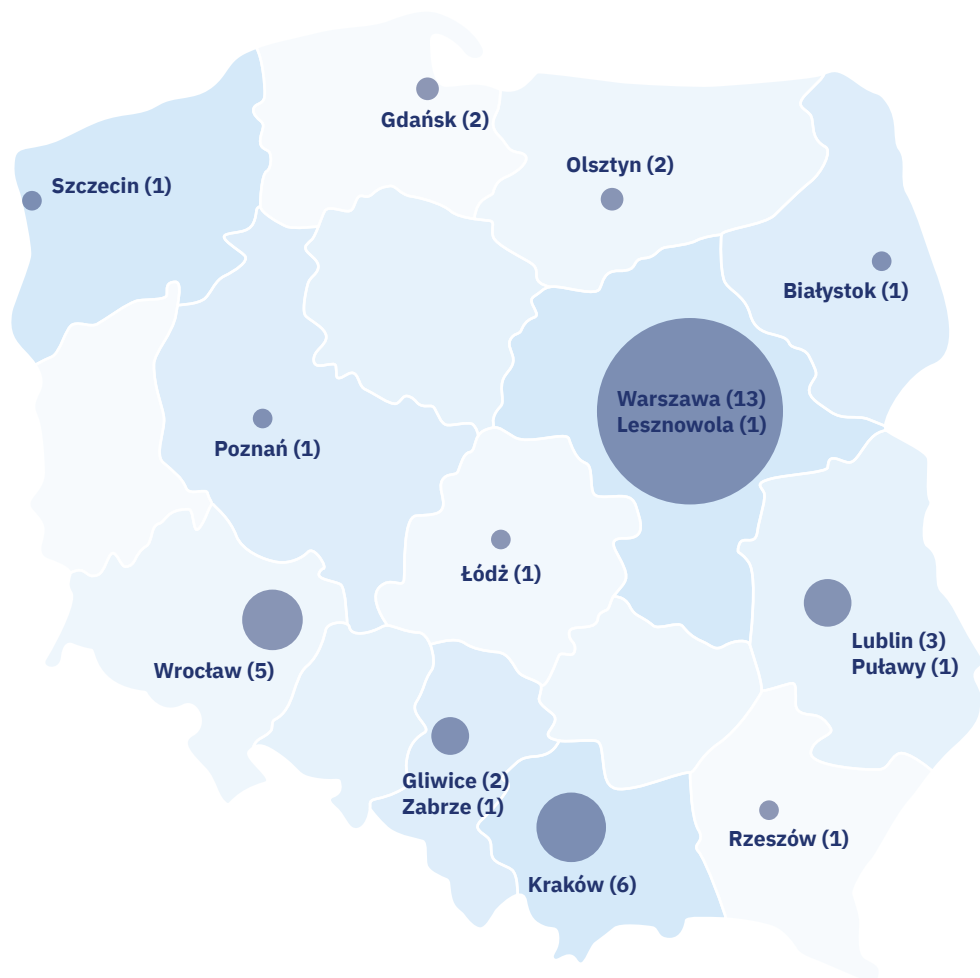 Gdańsk (2)
Olsztyn (2)
Szczecin (1)
Białystok (1)
Warszawa (13)
Lesznowola (1)
Poznań (1)
Łódź (1)
Lublin (3)
Puławy (1)
Wrocław (5)
Gliwice (2)
Zabrze (1)
Rzeszów (1)
Kraków (6)